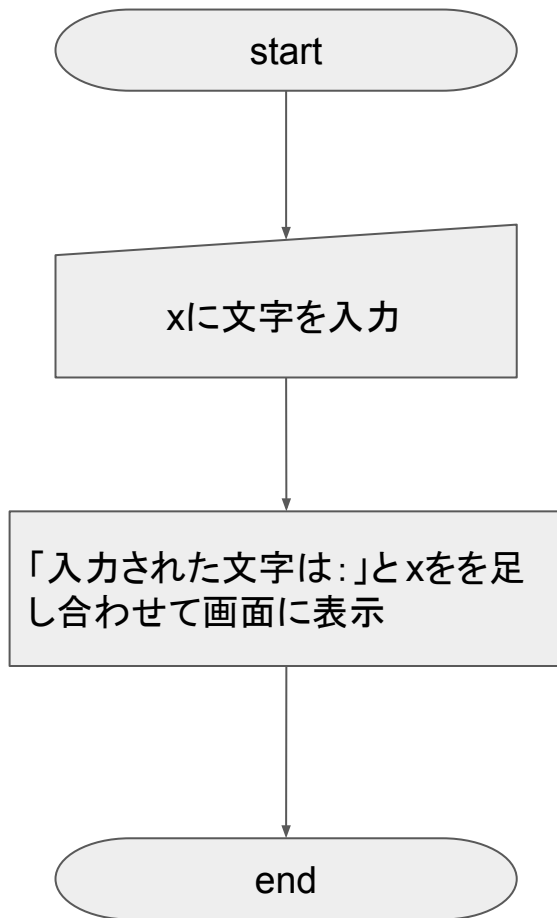 start
xに文字を入力
「入力された文字は：」とxをを足
し合わせて画面に表示
end